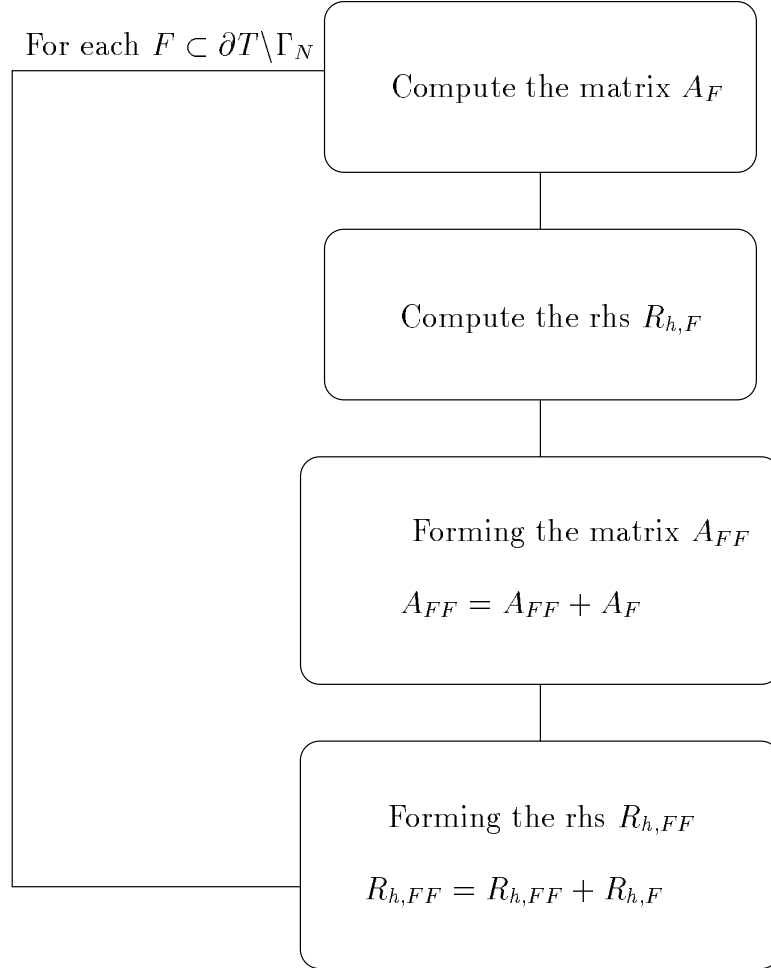 For each F ⊂ ∂T\Γ_N
Compute the matrix A_F
Compute the rhs R_{h,F}
Forming the matrix A_{FF}
A_{FF} = A_{FF} + A_F
Forming the rhs R_{h,FF}
R_{h,FF} = R_{h,FF} + R_{h,F}